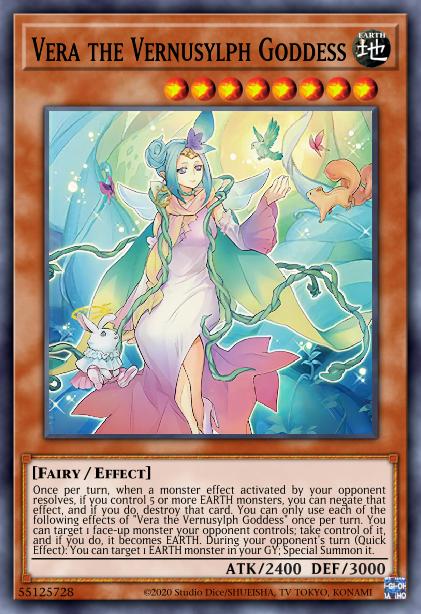 Vera the Vernusylph Goddess
EARTH
地
[Fairy / Effect]
Once per turn, when a monster effect activated by your opponent
resolves, if you control 5 or more EARTH monsters, you can negate that
effect, and if you do, destroy that card. You can only use each of the
following effects of "Vera the Vernusylph Goddess" once per turn. You
can target 1 face-up monster your opponent controls; take control of it,
and if you do, it becomes EARTH. During your opponent's turn (Quick
Effect): You can target 1 EARTH monster in your GY; Special Summon it.
ATK/2400 DEF/3000
55125728
©2020 Studio Dice/SHUEISHA, TV TOKYO, KONAMI